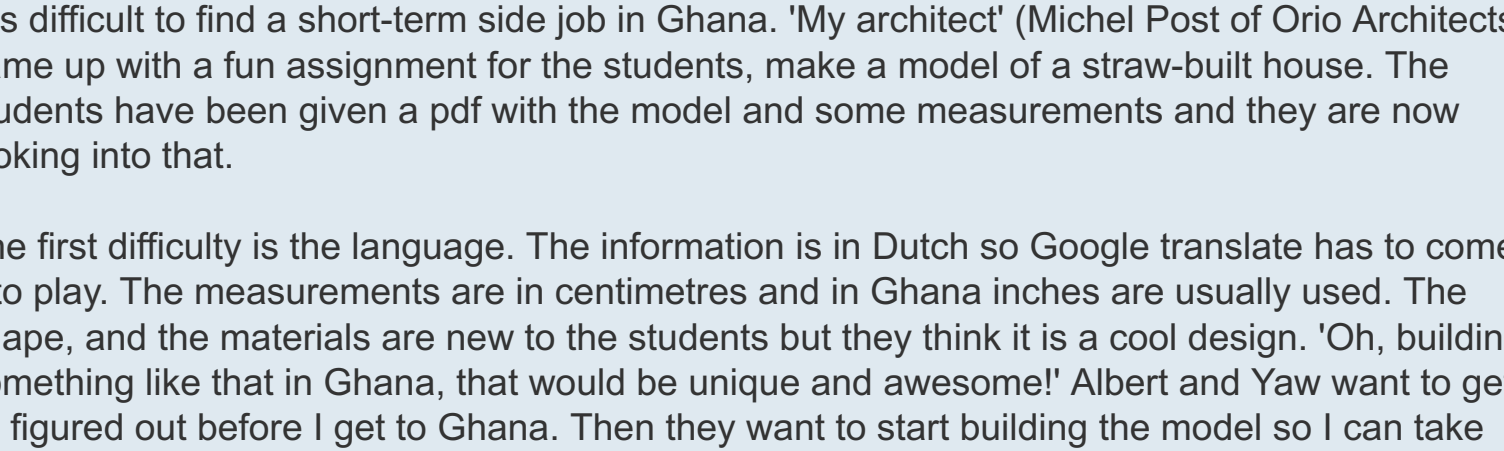 s difficult to find a short-term side job in Ghana. 'My architect' (Michel Post of Orio Architects
me up with a fun assignment for the students, make a model of a straw-built house. The
udents have been given a pdf with the model and some measurements and they are now
oking into that.
he first difficulty is the language. The information is in Dutch so Google translate has to come
to play. The measurements are in centimetres and in Ghana inches are usually used. The
ape, and the materials are new to the students but they think it is a cool design. 'Oh, buildin
omething like that in Ghana, that would be unique and awesome!' Albert and Yaw want to get
figured out before I get to Ghana. Then they want to start building the model so I can take